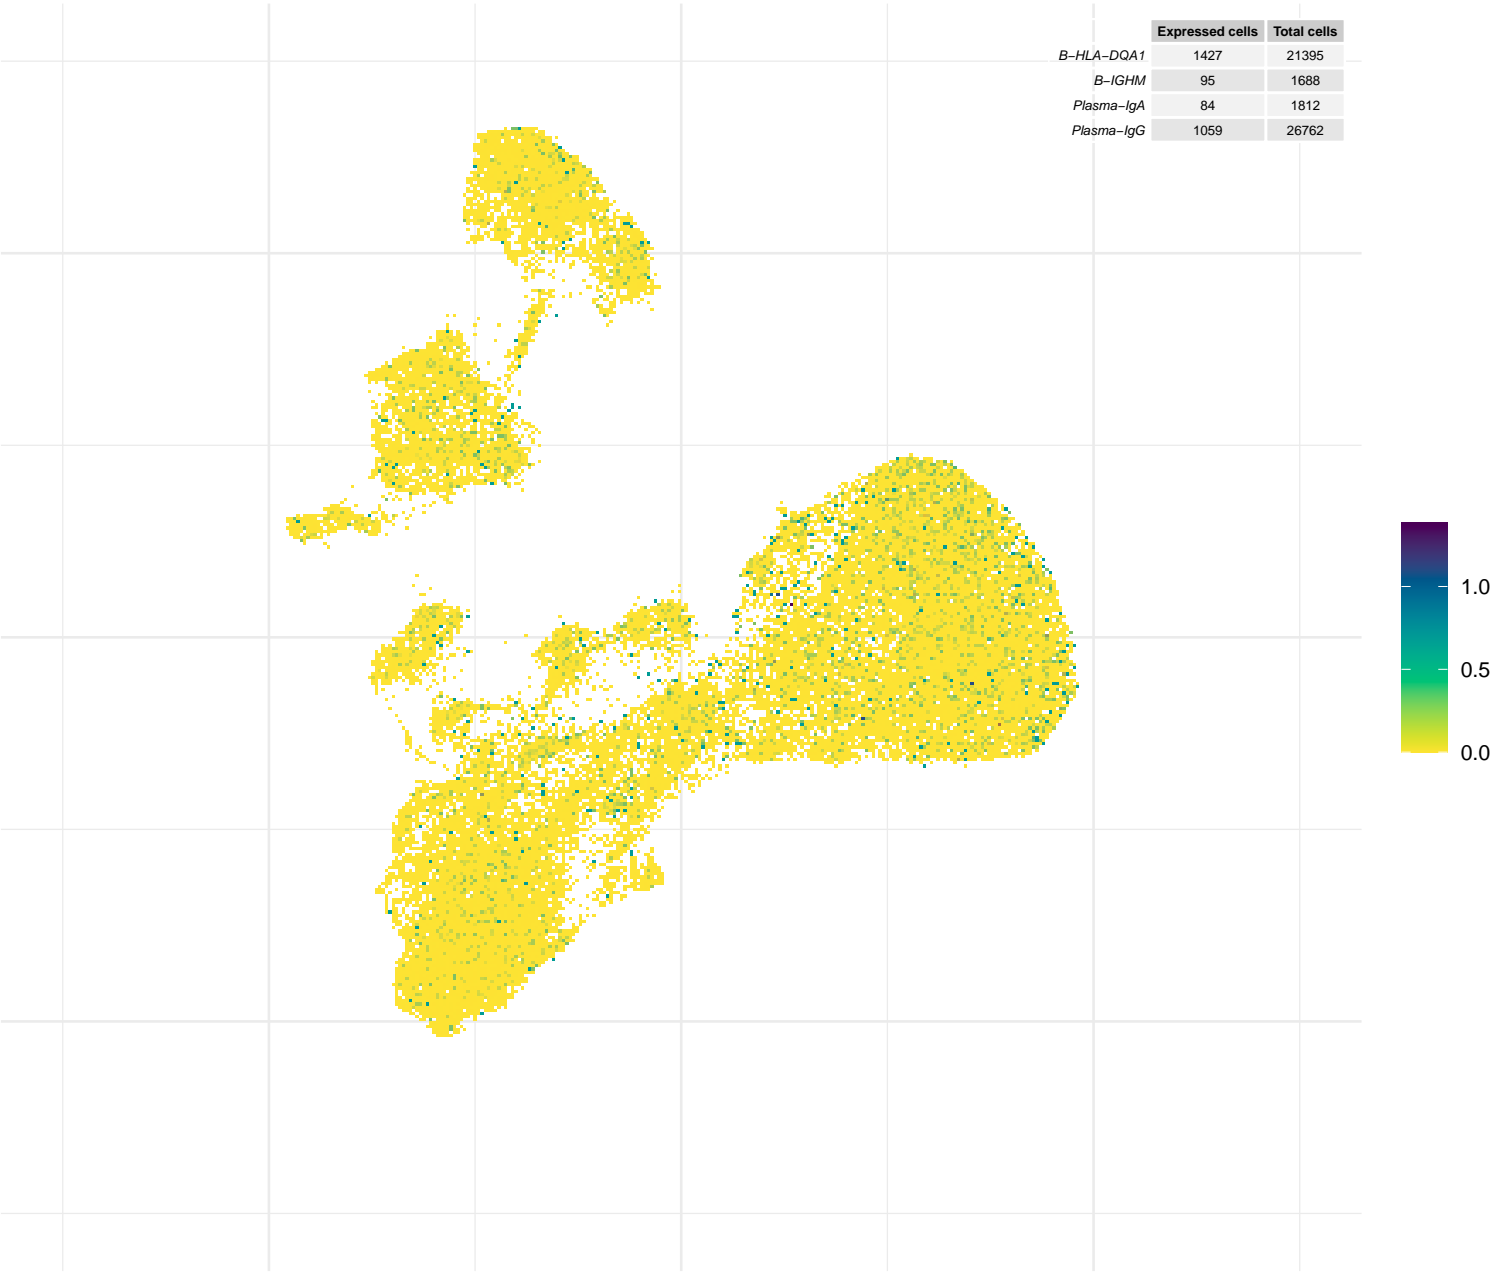 Expressed cells Total cells
B−HLA−DQA1 1427 21395
B−IGHM 95 1688
Plasma−IgA 84 1812
Plasma−IgG 1059 26762
1.0
0.5
0.0